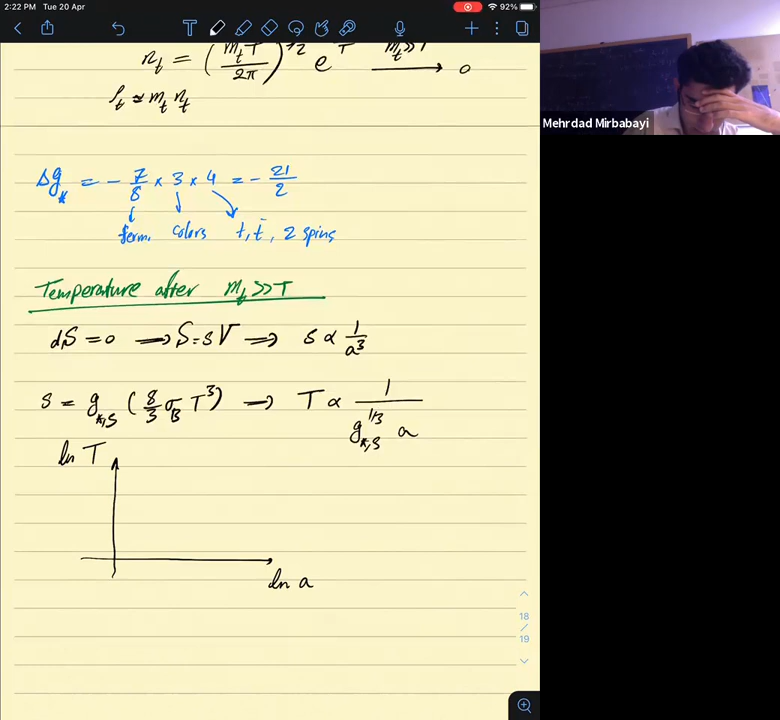 2:22 PM Tue 20 Apr
92%
n_t = (m_t T / 2π)^{3/2} e^{-m_t/T} ⟶ 0
ρ_t ≃ m_t n_t
Δg_* = - 7/8 × 3 × 4 = - 21/2
ferm. colors t, t̄, 2 spins
Temperature after m_t >> T
dS = 0 ⟶ S = sV ⟹ s ∝ 1/a³
s = g_{*,S} (8/3 σ_B T³) ⟶ T ∝ 1 / (g_{*,S}^{1/3} a)
ln T
ln a
18
/
19
Mehrdad Mirbabayi